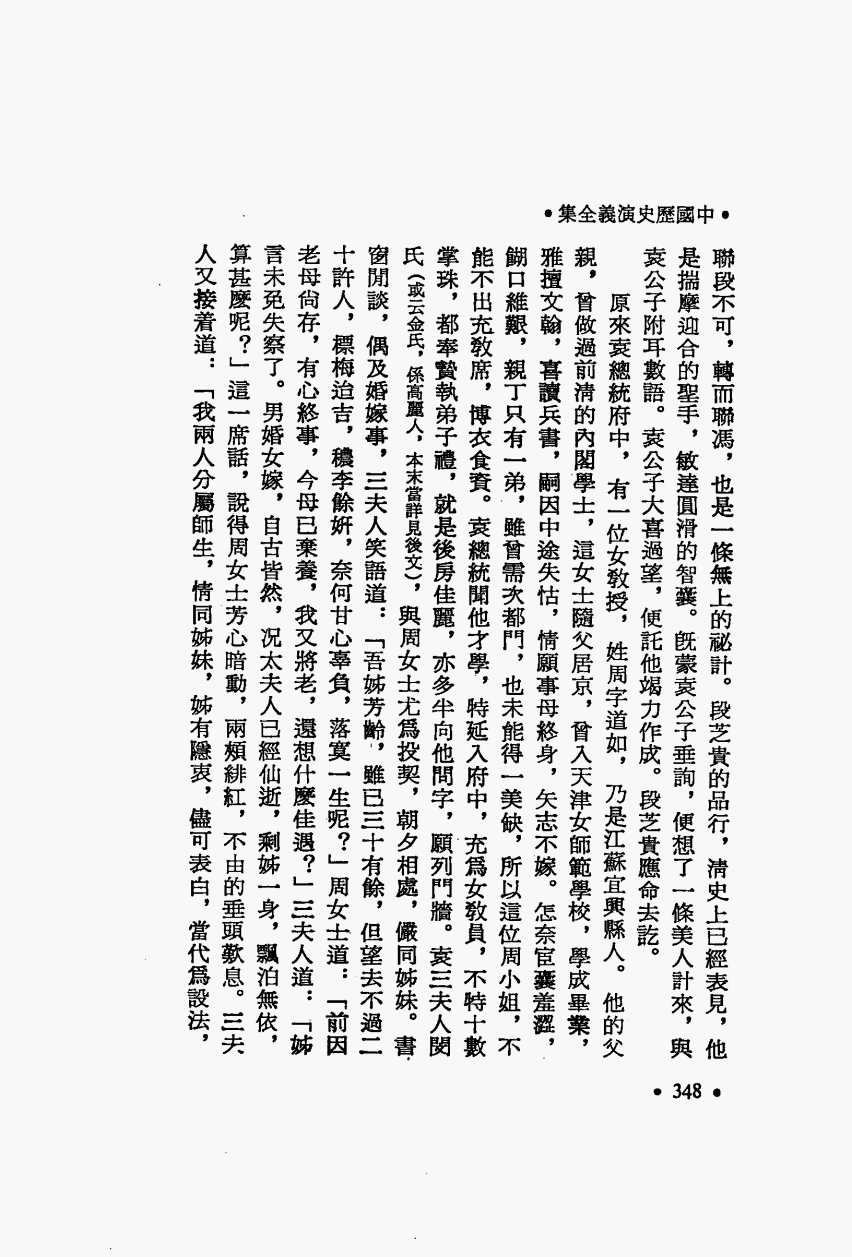 •中國歷史演義全集•
聯段不可，轉而聯馮，也是一條無上的祕計。段芝貴的品行，清史上已經表見，他
是揣摩迎合的聖手，敏達圓滑的智囊。既蒙袁公子垂詢，便想了一條美人計來，與
袁公子附耳數語。袁公子大喜過望，便託他竭力作成。段芝貴應命去訖。
原來袁總統府中，有一位女教授，姓周字道如，乃是江蘇宜興縣人。他的父
親，曾做過前清的內閣學士，這女士隨父居京，曾入天津女師範學校，學成畢業，
雅擅文翰，喜讀兵書，嗣因中途失怙，情願事母終身，矢志不嫁。怎奈宦囊羞澀，
餬口維艱，親丁只有一弟，雖曾需次都門，也未能得一美缺，所以這位周小姐，不
能不出充教席，博衣食資。袁總統聞他才學，特延入府中，充爲女教員，不特十數
掌珠，都奉贄執弟子禮，就是後房佳麗，亦多半向他問字，願列門牆。袁三夫人閔
氏（或云金氏，係高麗人，本末當詳見後文），與周女士尤爲投契，朝夕相處，儼同姊妹。書
窗閒談，偶及婚嫁事，三夫人笑語道：「吾姊芳齡，雖已三十有餘，但望去不過二
十許人，標梅迨吉，穠李餘妍，奈何甘心辜負，落寞一生呢？」周女士道：「前因
老母尙存，有心終事，今母已棄養，我又將老，還想什麼佳遇？」三夫人道：「姊
言未免失察了。男婚女嫁，自古皆然，况太夫人已經仙逝，剩姊一身，飄泊無依，
算甚麼呢？」這一席話，說得周女士芳心暗動，兩頰緋紅，不由的垂頭歎息。三夫
人又接着道：「我兩人分屬師生，情同姊妹，姊有隱衷，儘可表白，當代爲設法，
•348•